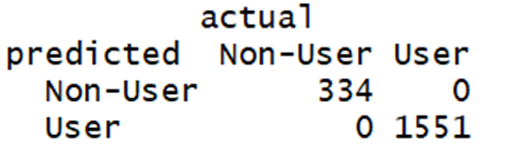 actual
predicted Non-User User
Non-User 334 0
User 0 1551